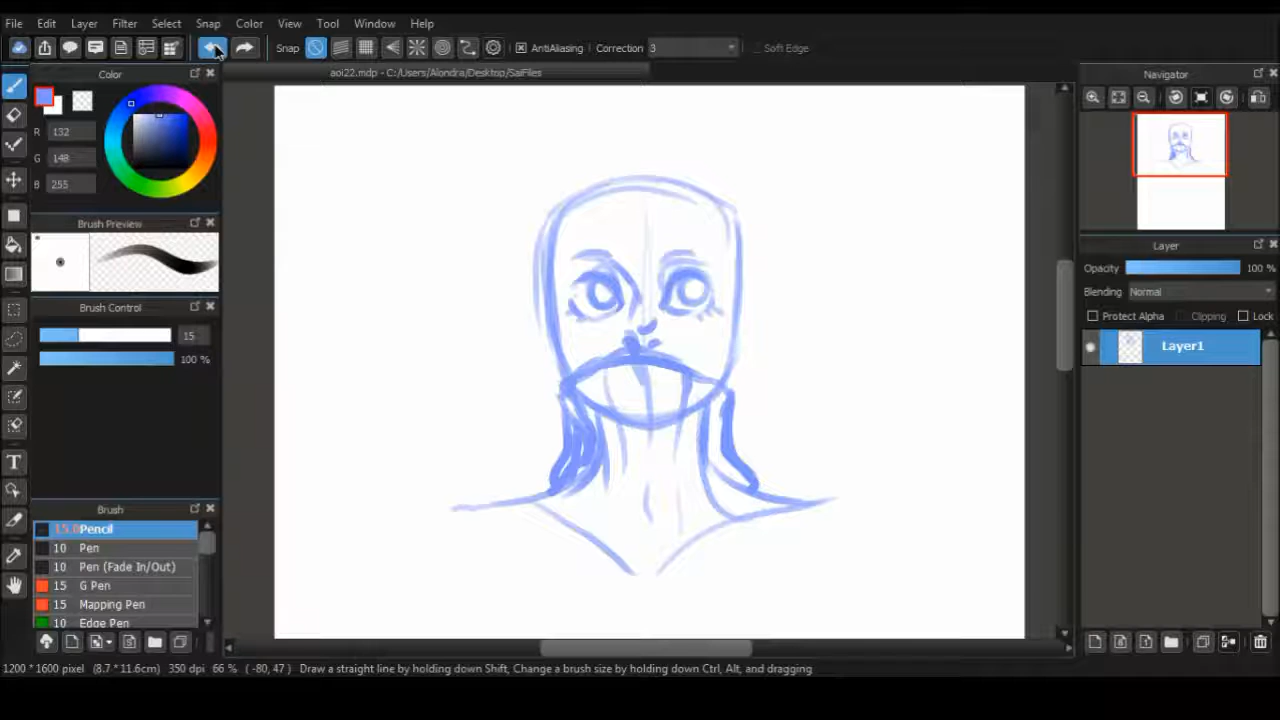 File Edit Layer Filter Select Snap Color View Tool Window Help
Snap AntiAliasing Correction 3 Soft Edge
Color
aoi22.mdp - C:/Users/Alondra/Desktop/SaiFiles
Navigator
R 132
G 148
B 255
Brush Preview
Layer
Opacity 100 %
Blending Normal
Brush Control
Protect Alpha Clipping Lock
15
Layer1
100 %
T
Brush
15.0 Pencil
10 Pen
10 Pen (Fade In/Out)
15 G Pen
15 Mapping Pen
10 Edge Pen
1200 * 1600 pixel (8.7 * 11.6cm) 350 dpi 66 % ( -80, 47 ) Draw a straight line by holding down Shift, Change a brush size by holding down Ctrl, Alt, and dragging